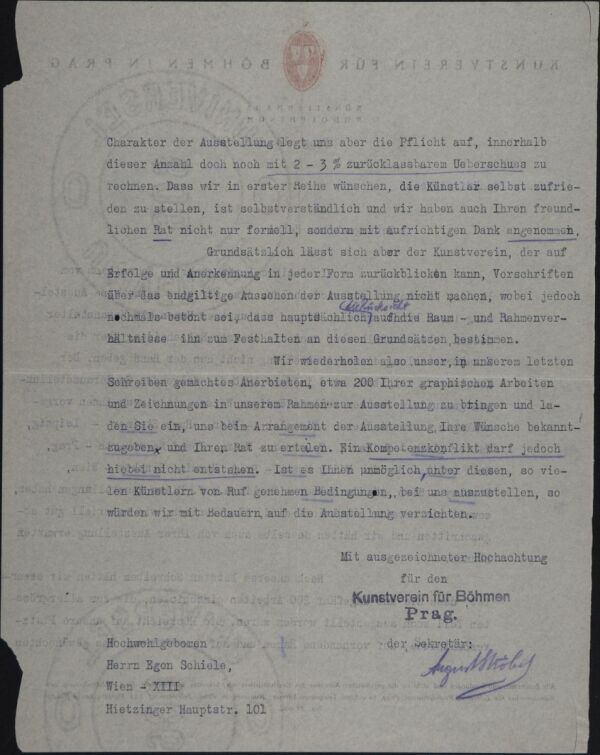 Charakter der Ausstellung legt uns aber die Pflicht auf, innerhalb
dieser Anzahl doch noch mit 2 - 3 % zurücklassbarem Ueberschuss zu
rechnen. Dass wir in erster Reihe wünschen, die Künstler selbst zufrie-
den zu stellen, ist selbstverständlich und wir haben auch Ihren freund-
lichen Rat nicht nur formell, sondern mit aufrichtigen Dank angenommen.
Grundsätzlich lässt sich aber der Kunstverein, der auf
Erfolge und Anerkennung in jeder Form zurückblicken kann, Vorschriften
über das endgiltige Aussehen der Ausstellung nicht machen, wobei jedoch
nochmals betont sei, dass haupts chlich auf die Raum - und Rahmenver-
hältnisse ihn zum Festhalten an diesen Grundsätzen bestimmen.
Wir wiederholen also unser, in unserem letzten
Schreiben gemachtes Anerbieten, etwa 200 Ihrer graphischen Arbeiten
und Zeichnungen in unserem Rahmen zur Ausstellung zu bringen und la-
den Sie ein, uns beim Arrangement der Ausstellung Ihre Wünsche bekannt-
zugeben und Ihren Rat zu erteilen. Ein Kompetenzkonflikt darf jedoch
hiebei nicht entstehen. Ist es Ihnen unmöglich, unter diesen, so vie-
len Künstlern von Ruf genehmen Bedingungen, bei uns auszustellen, so
würden wir mit Bedauern auf die Ausstellung verzichten.
Mit ausgezeichneter Hochachtung
für den
Kunstverein für Böhmen
Prag.
der Sekretär:
Hochwohlgeboren
Herrn Egon Schiele,
Wien - XIII
Hietzinger Hauptstr. 101